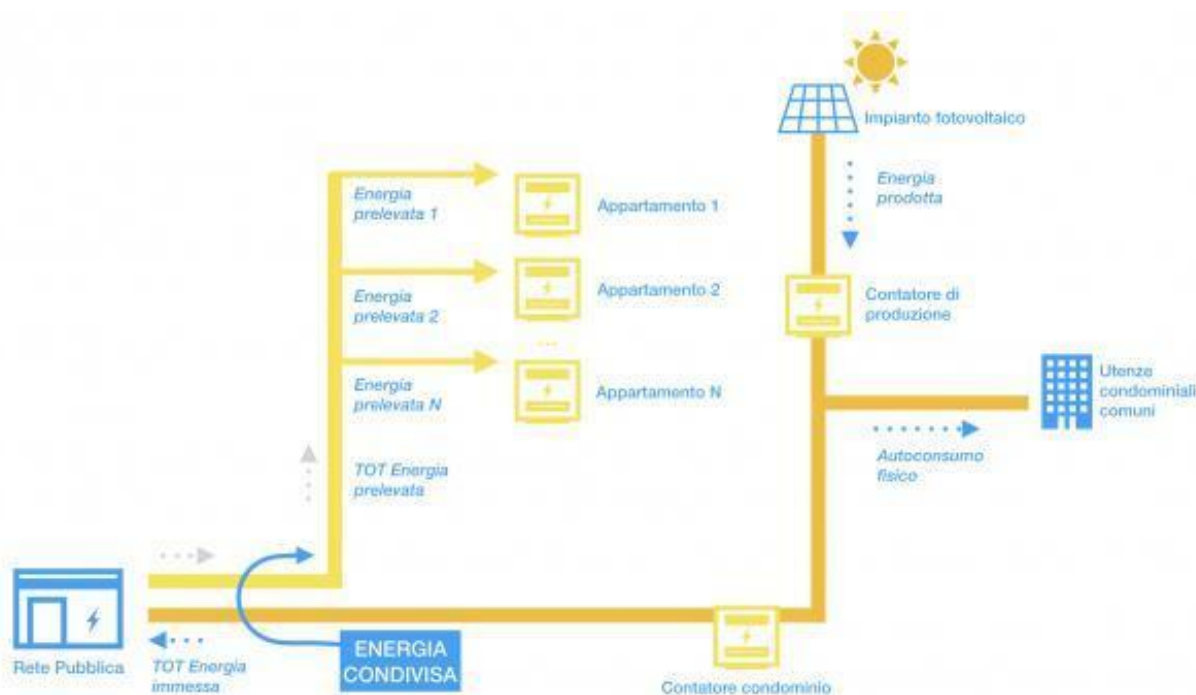 Impianto fotovoltaico
Energia
prodotta
Energia
prelevata 1
Appartamento 1
Energia
prelevata 2
Appartamento 2
...
Contatore di
produzione
Energia
prelevata N
Appartamento N
Utenze
condominiali
comuni
Autoconsumo
fisico
TOT Energia
prelevata
Rete Pubblica
TOT Energia
immessa
ENERGIA
CONDIVISA
Contatore condominio